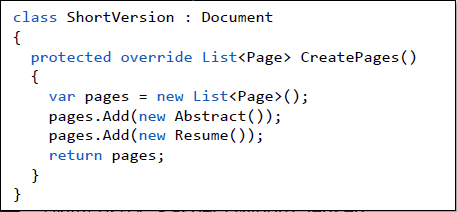 class ShortVersion : Document
{
protected override List<Page> CreatePages()
{
var pages = new List<Page>();
pages.Add(new Abstract());
pages.Add(new Resume());
return pages;
}
}